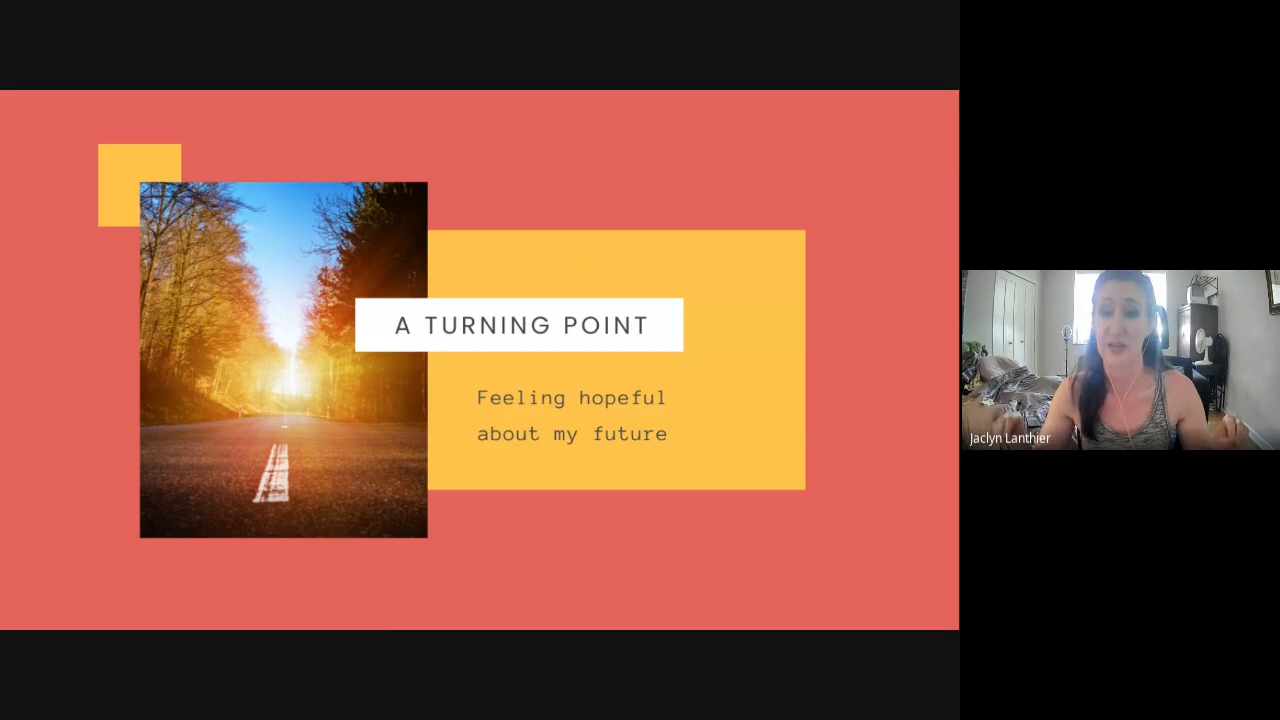 A TURNING POINT
Feeling hopeful
about my future
Jaclyn Lanthier